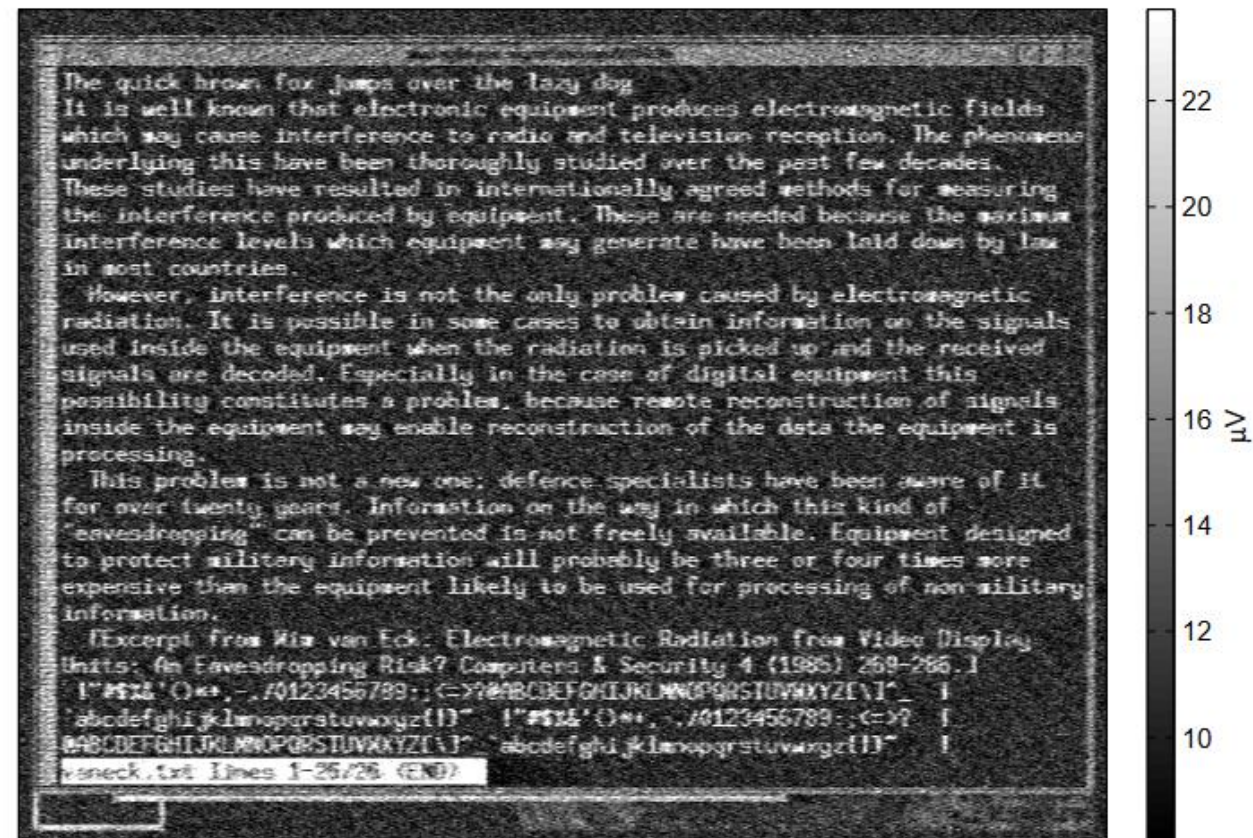 The quick brown fox jumps over the lazy dog
It is well known that electronic equipment produces electromagnetic fields
which may cause interference to radio and television reception. The phenomena
underlying this have been thoroughly studied over the past few decades.
These studies have resulted in internationally agreed methods for measuring
the interference produced by equipment. These are needed because the maximum
interference levels which equipment may generate have been laid down by law
in most countries.
However, interference is not the only problem caused by electromagnetic
radiation. It is possible in some cases to obtain information on the signals
used inside the equipment when the radiation is picked up and the received
signals are decoded. Especially in the case of digital equipment this
possibility constitutes a problem, because remote reconstruction of signals
inside the equipment may enable reconstruction of the data the equipment is
processing.
This problem is not a new one; defence specialists have been aware of it
for over twenty years. Information on the way in which this kind of
"eavesdropping" can be prevented is not freely available. Equipment designed
to protect military information will probably be three or four times more
expensive than the equipment likely to be used for processing of non-military
information.
[Excerpt from Wim van Eck: Electromagnetic Radiation from Video Display
Units: An Eavesdropping Risk? Computers & Security 4 (1985) 269-286.]
!"#$%&'()*+,-./0123456789:;<=>?@ABCDEFGHIJKLMNOPQRSTUVWXYZ[\]^_ |
`abcdefghijklmnopqrstuvwxyz{|}~ !"#$%&'()*+,-./0123456789:;<=>? |
@ABCDEFGHIJKLMNOPQRSTUVWXYZ[\]^_`abcdefghijklmnopqrstuvwxyz{|}~ |
vaneck.txt lines 1-26/26 (END)
22
20
18
16
14
12
10
µV